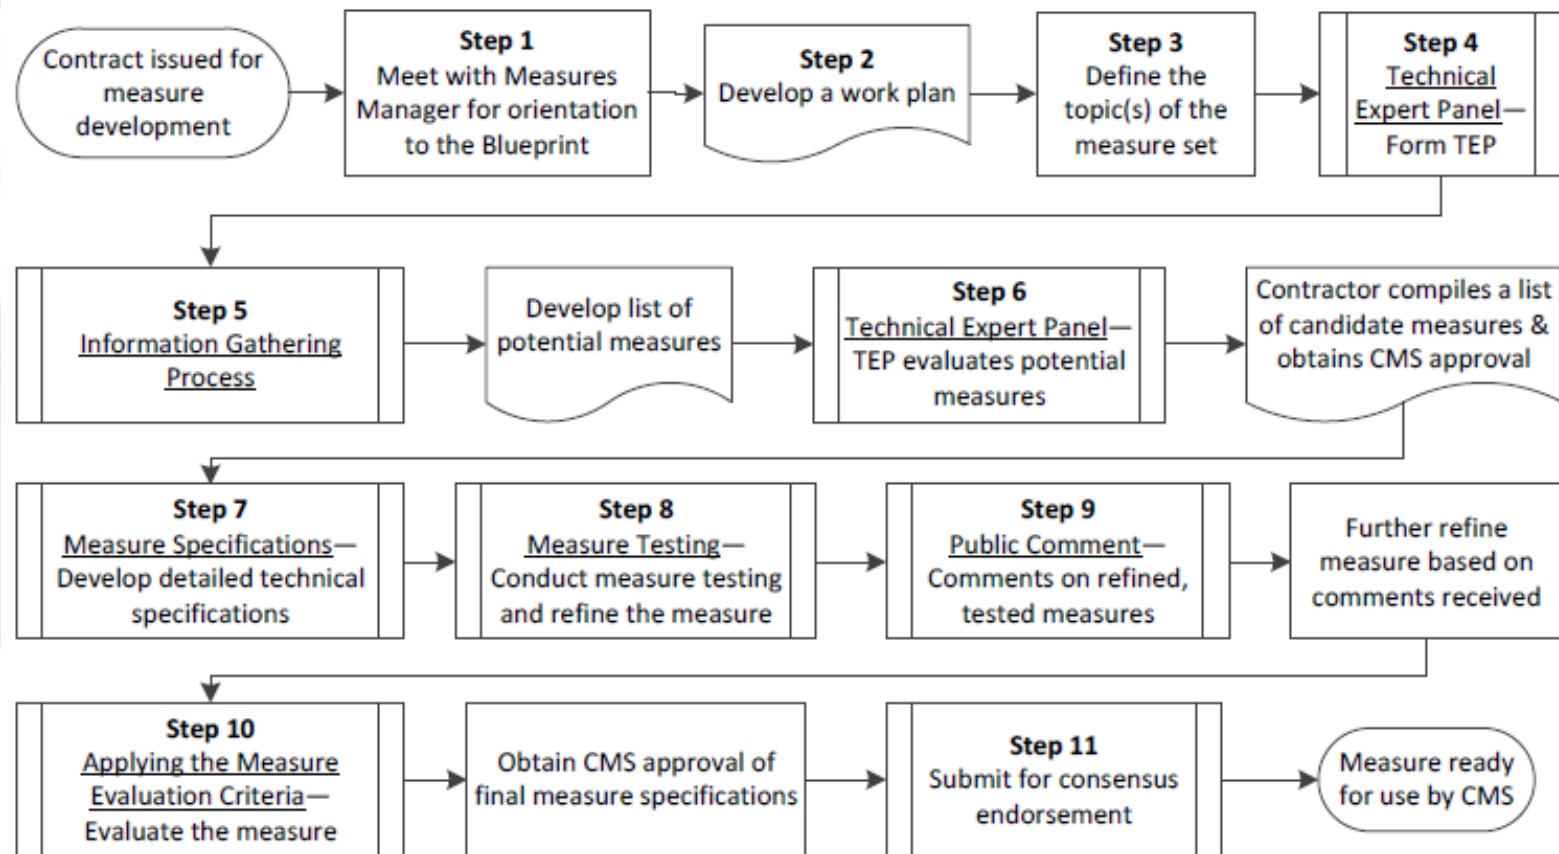 Contract issued for
measure
development
Step 1
Meet with Measures
Manager for orientation
to the Blueprint
Step 2
Develop a work plan
Step 3
Define the
topic(s) of the
measure set
Step 4
Technical
Expert Panel—
Form TEP
Step 5
Information Gathering
Process
Develop list of
potential measures
Step 6
Technical Expert Panel—
TEP evaluates potential
measures
Contractor compiles a list
of candidate measures &
obtains CMS approval
Step 7
Measure Specifications—
Develop detailed technical
specifications
Step 8
Measure Testing—
Conduct measure testing
and refine the measure
Step 9
Public Comment—
Comments on refined,
tested measures
Further refine
measure based on
comments received
Step 10
Applying the Measure
Evaluation Criteria—
Evaluate the measure
Obtain CMS approval of
final measure specifications
Step 11
Submit for consensus
endorsement
Measure ready
for use by CMS